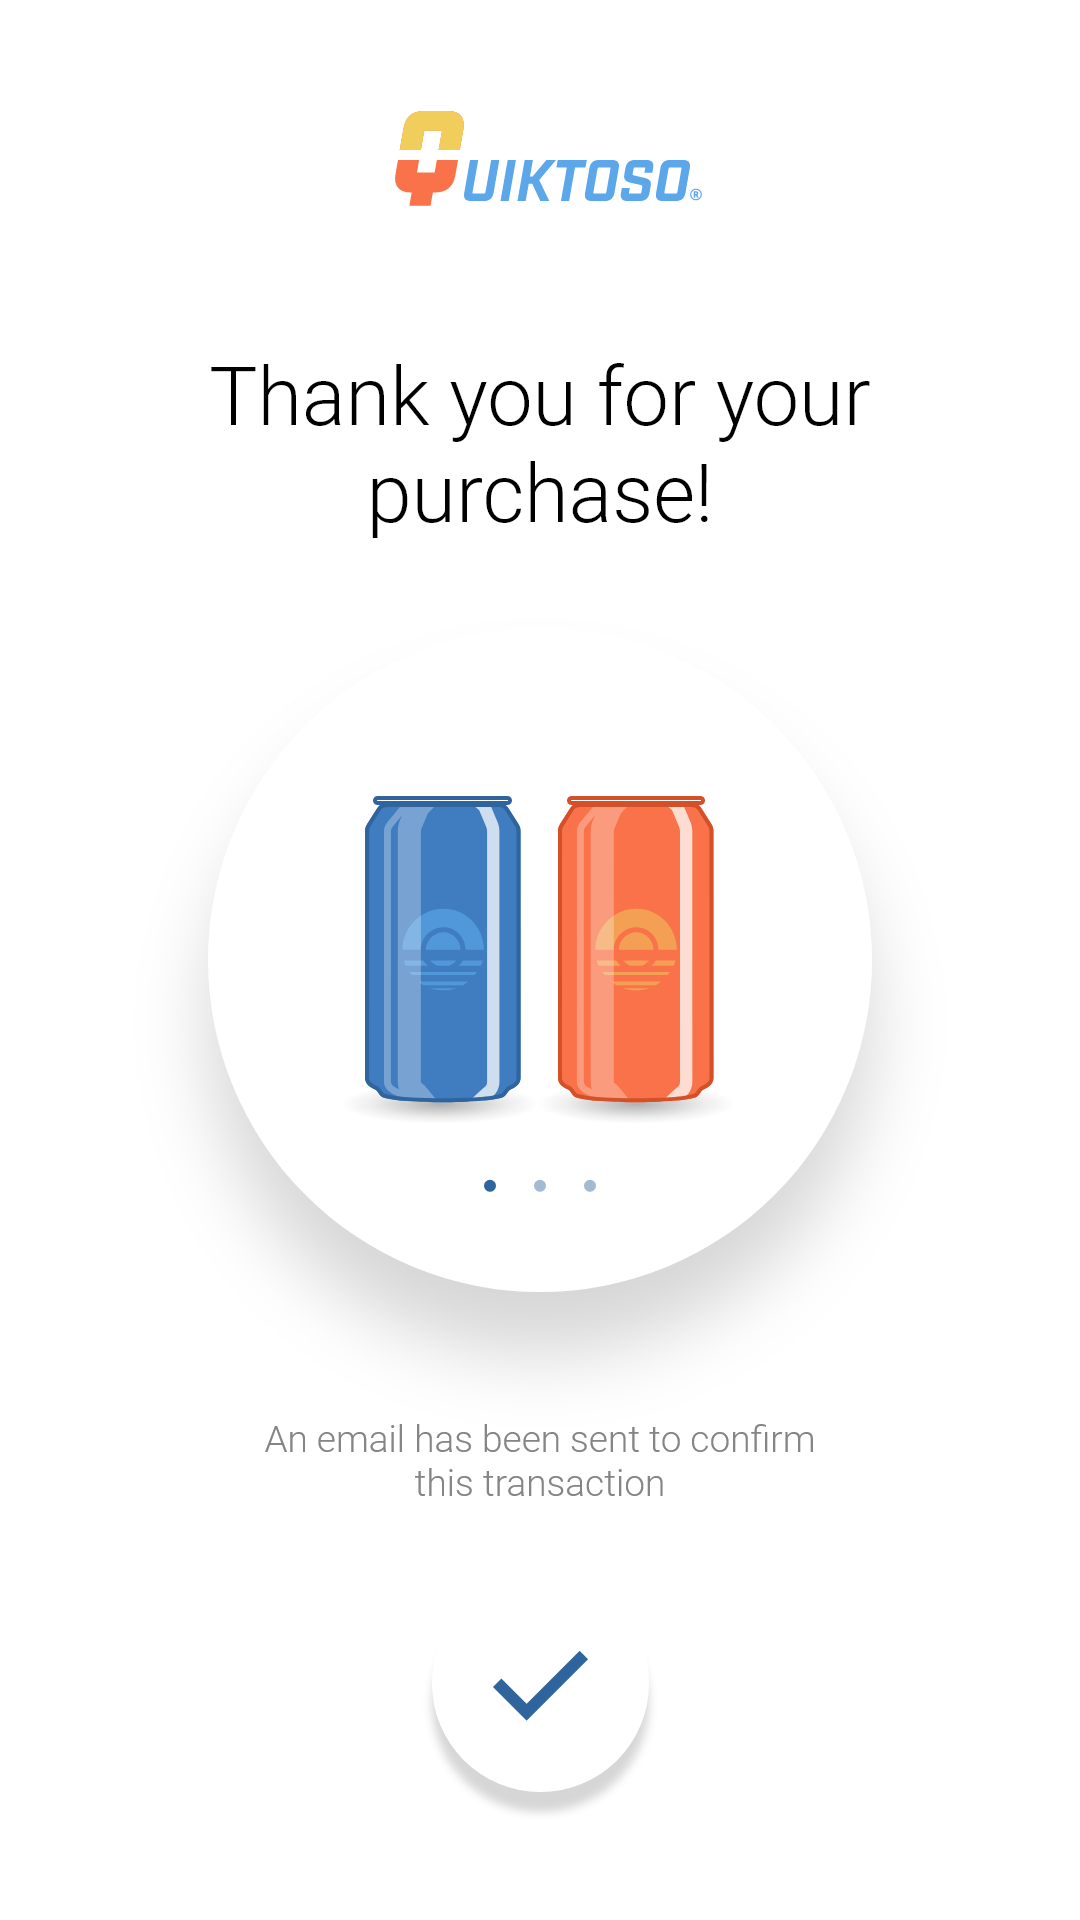 QUIKTOSO®
Thank you for your
purchase!
An email has been sent to confirm
this transaction